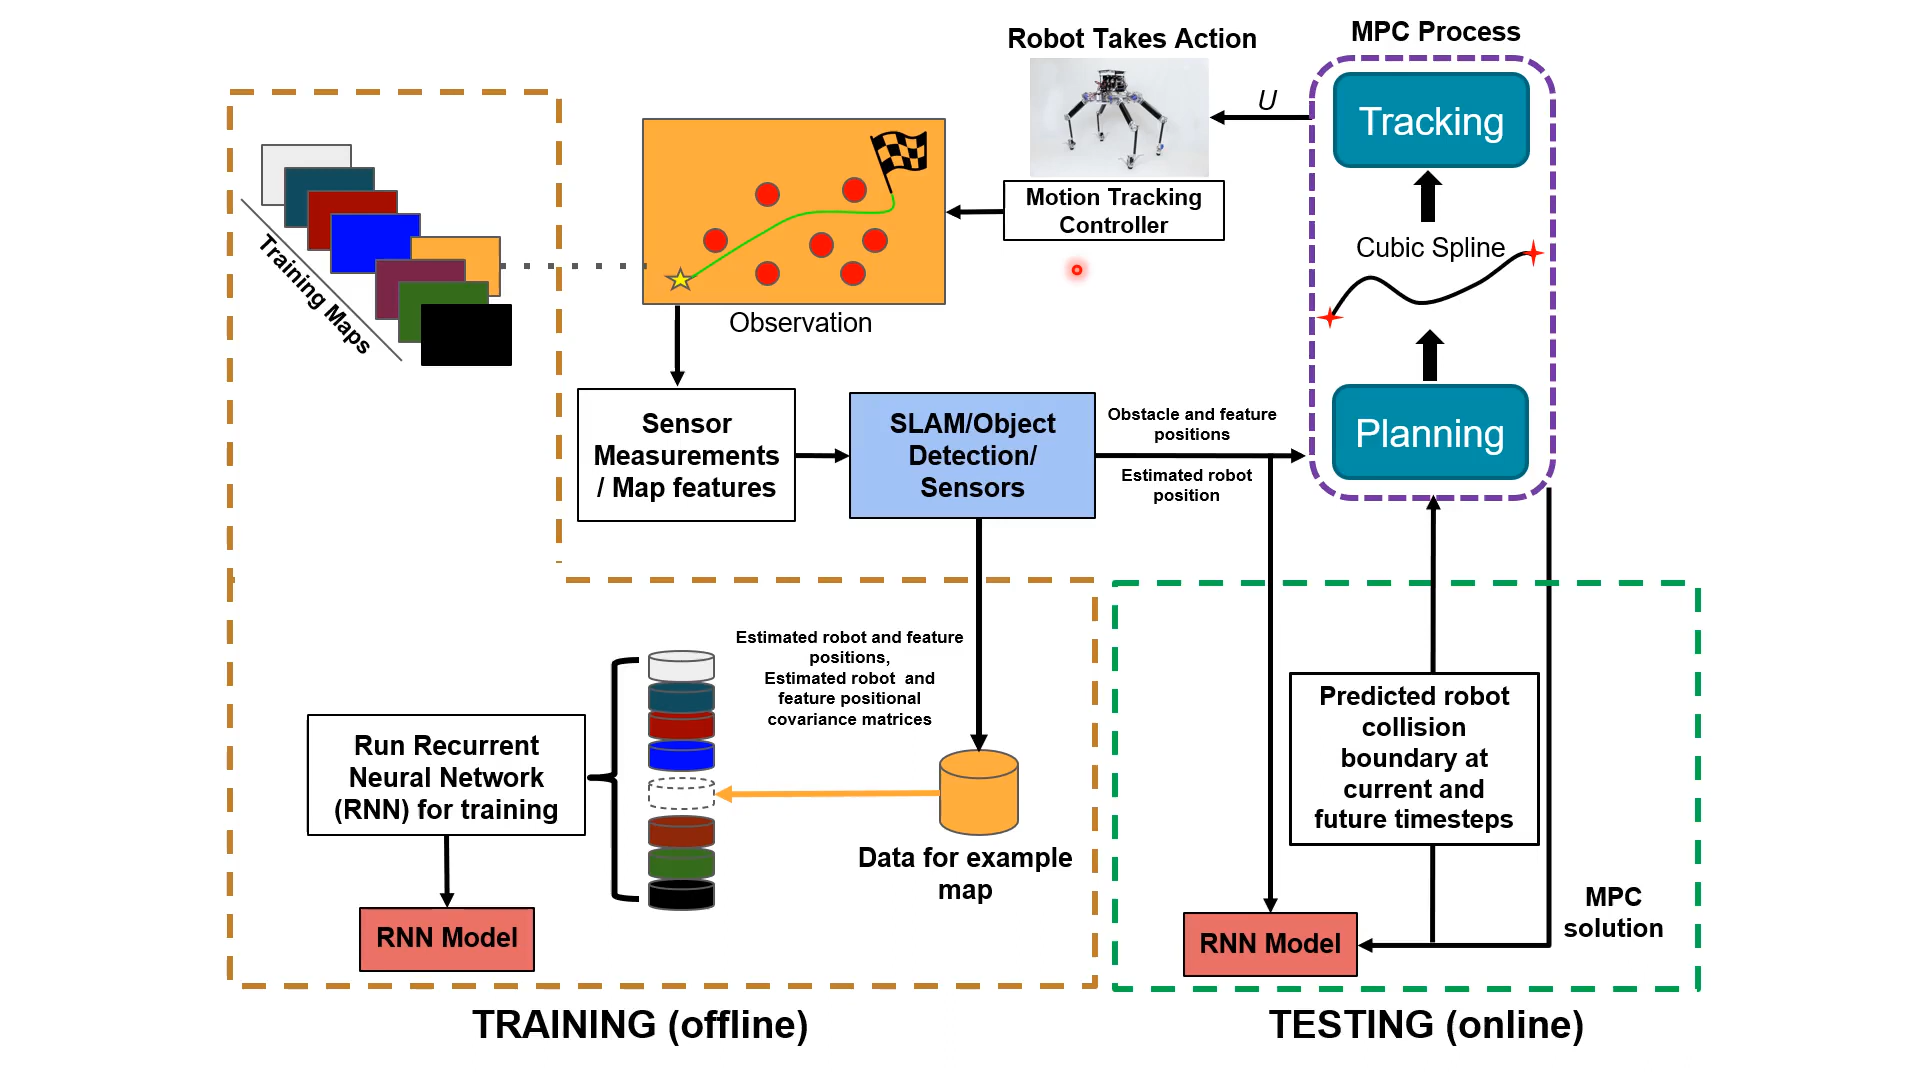 MPC Process
Robot Takes Action
U
Tracking
Motion Tracking
Controller
Training Maps
Observation
Cubic Spline
Planning
Sensor
Measurements
/ Map features
SLAM/Object
Detection/
Sensors
Obstacle and feature
positions
Estimated robot
position
Estimated robot and feature
positions,
Estimated robot and
feature positional
covariance matrices
Run Recurrent
Neural Network
(RNN) for training
Data for example
map
RNN Model
Predicted robot
collision
boundary at
current and
future timesteps
MPC
solution
RNN Model
TRAINING (offline)
TESTING (online)